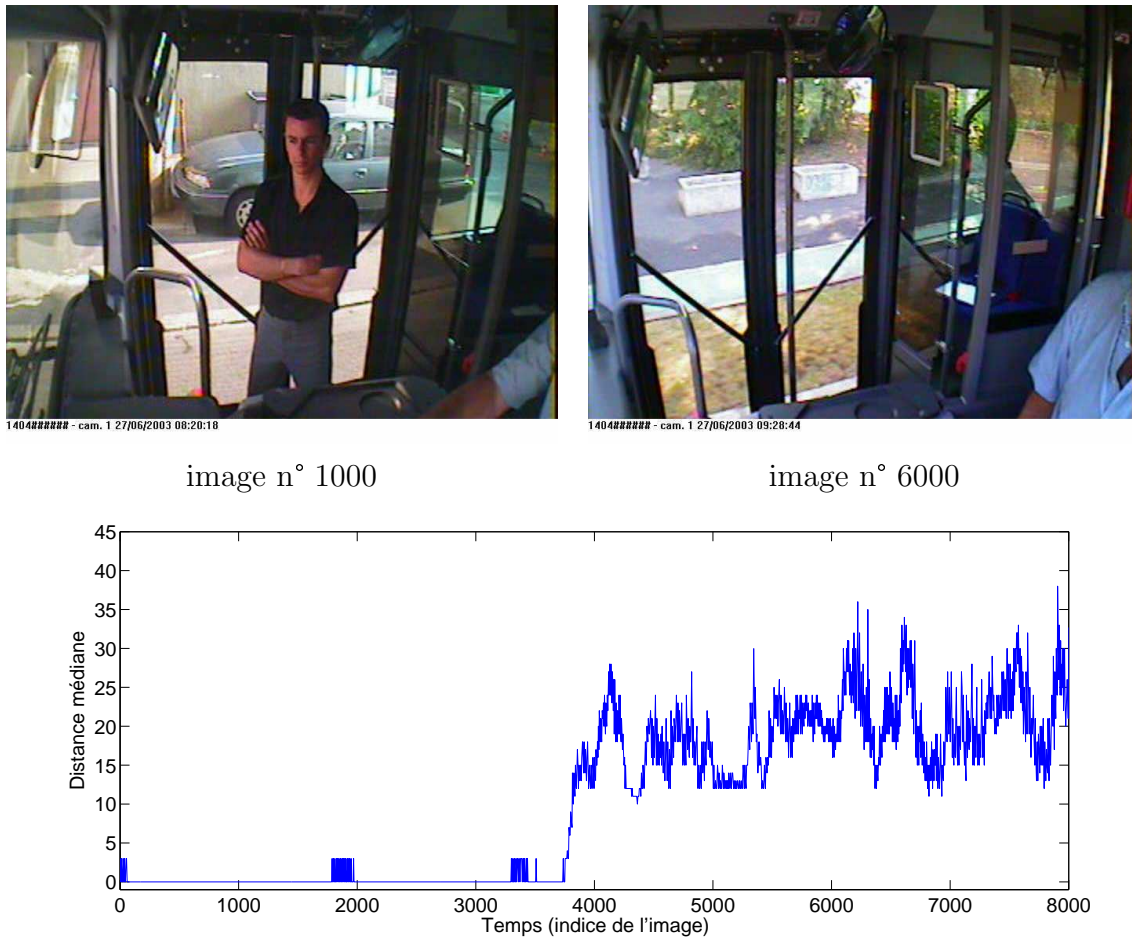 1404###### - cam. 1 27/06/2003 08:20:18
1404###### - cam. 1 27/06/2003 09:28:44
image n° 1000
image n° 6000
45
40
35
30
25
20
15
10
5
0
Distance médiane
0 1000 2000 3000 4000 5000 6000 7000 8000
Temps (indice de l'image)